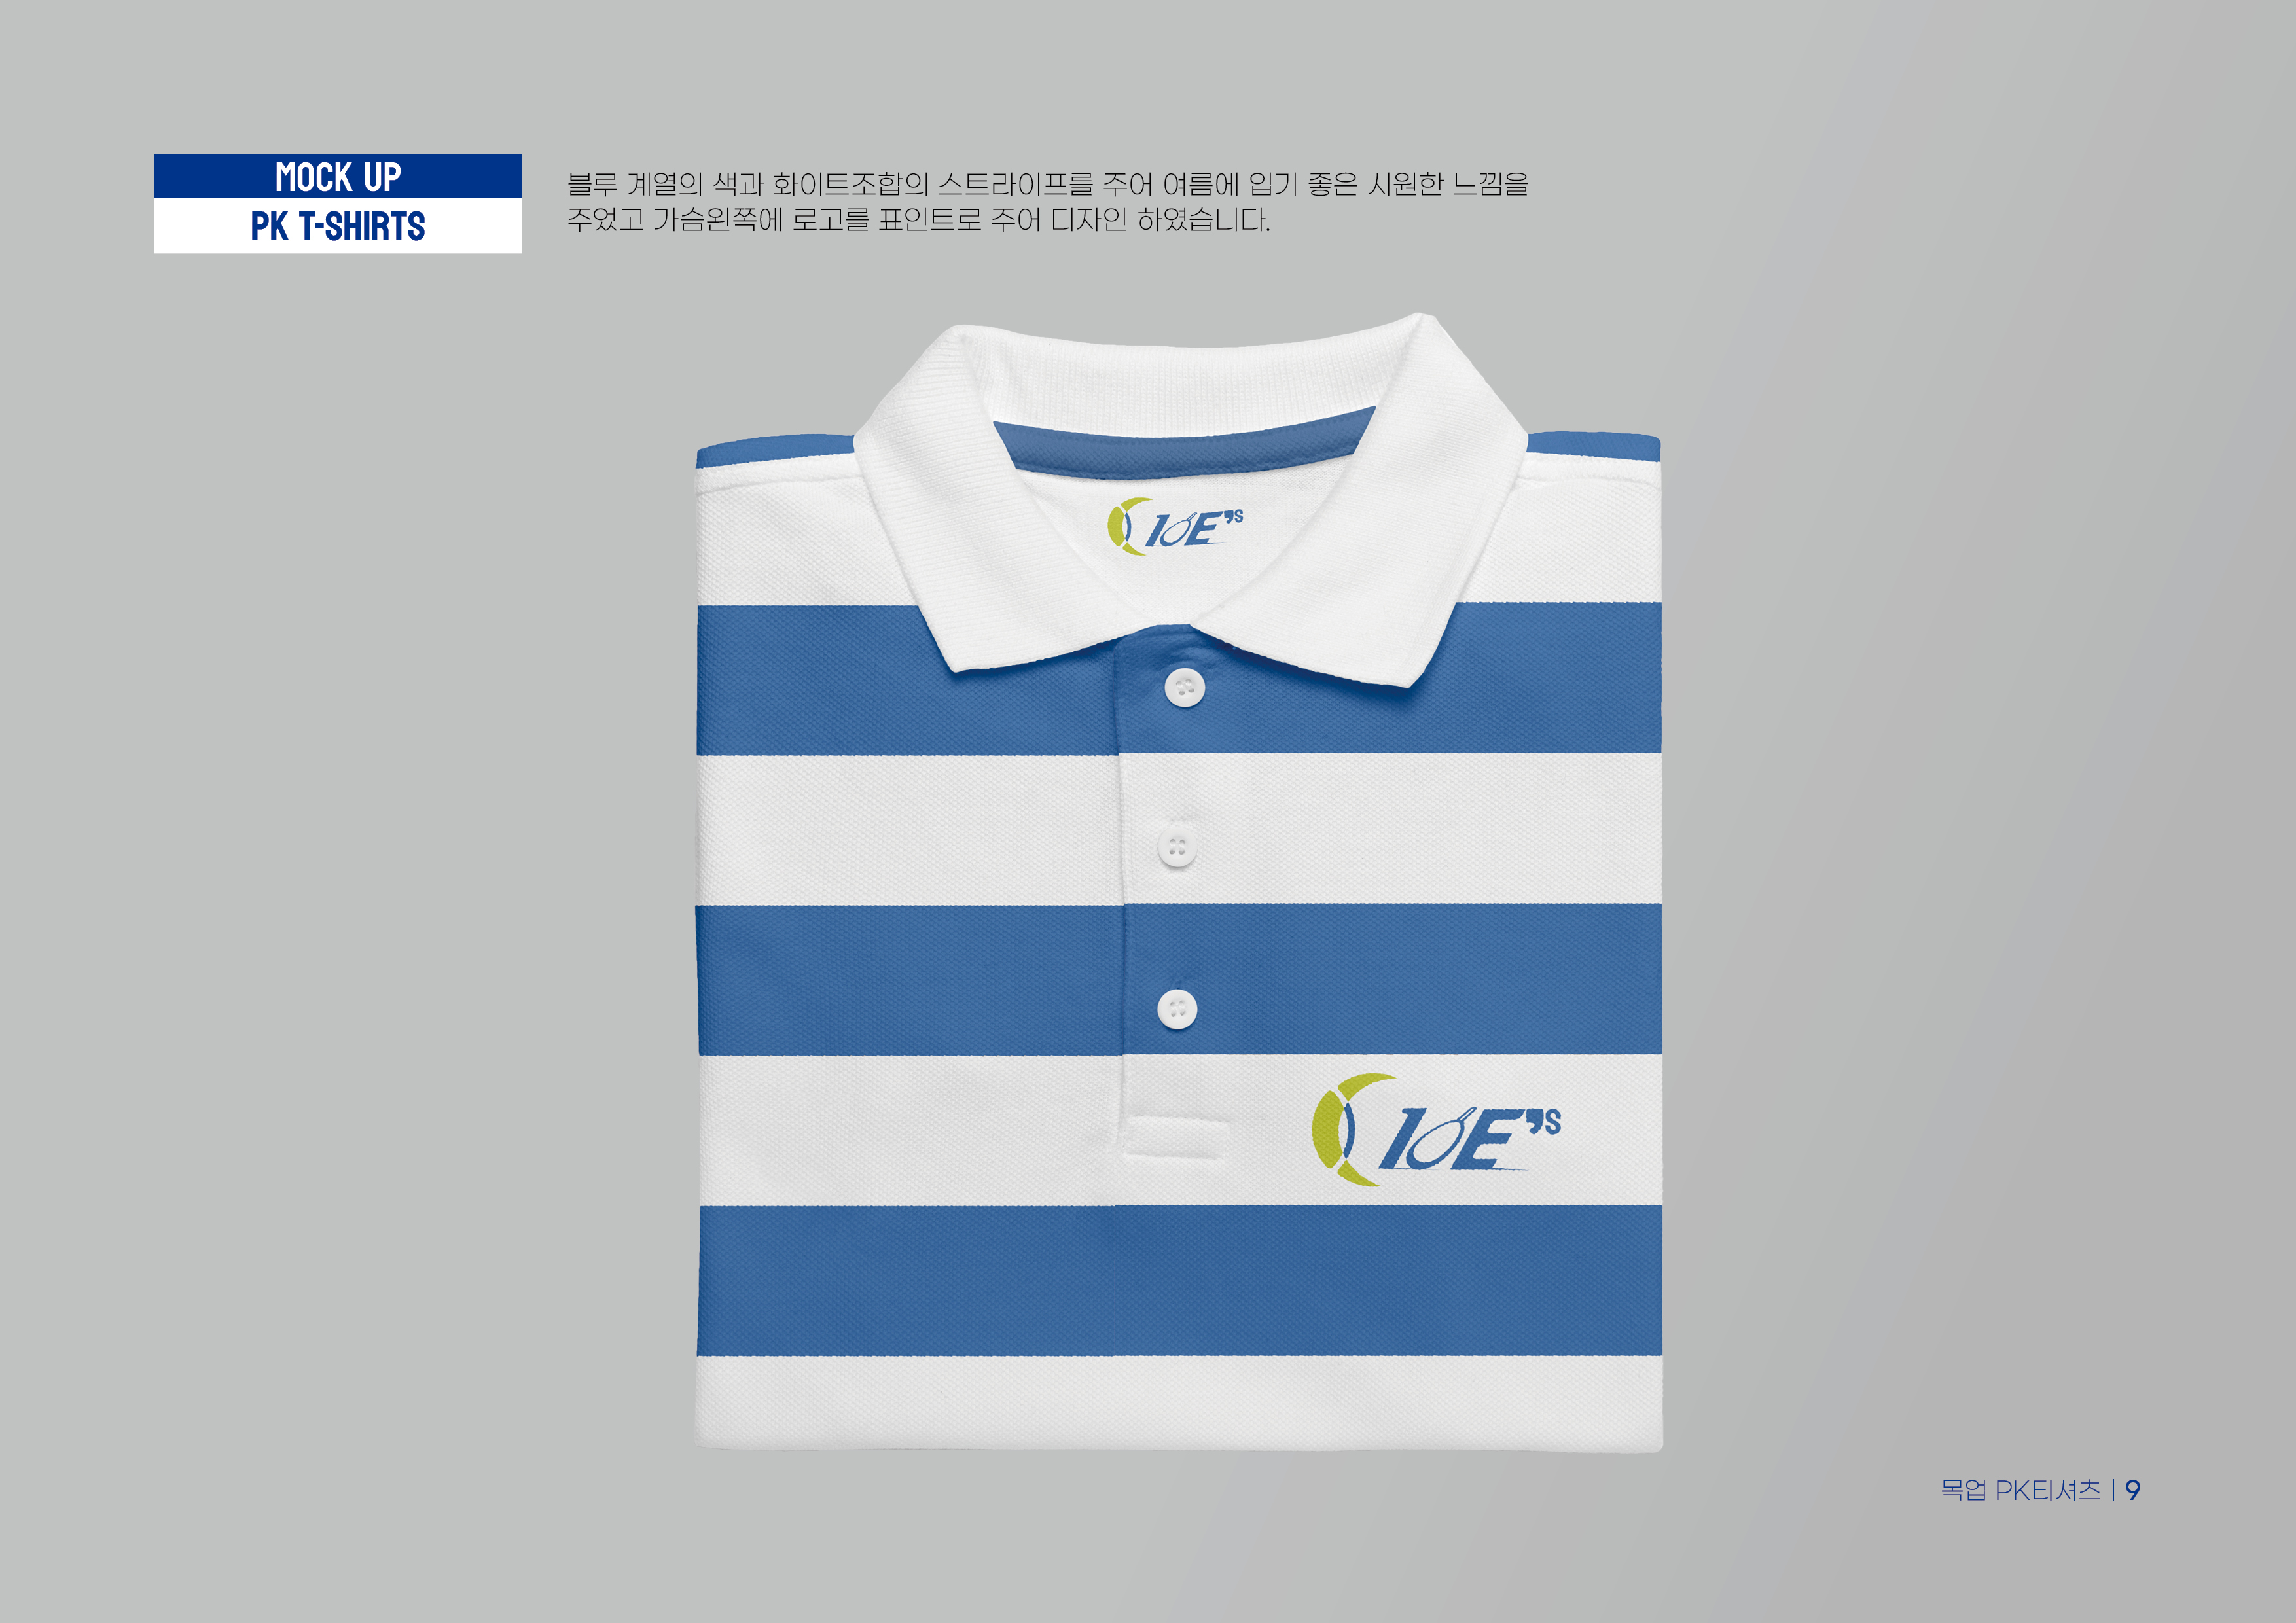 MOCK UP
PK T-SHIRTS
블루 계열의 색과 화이트조합의 스트라이프를 주어 여름에 입기 좋은 시원한 느낌을
주었고 가슴왼쪽에 로고를 표인트로 주어 디자인 하였습니다.
목업 PK티셔츠 | 9